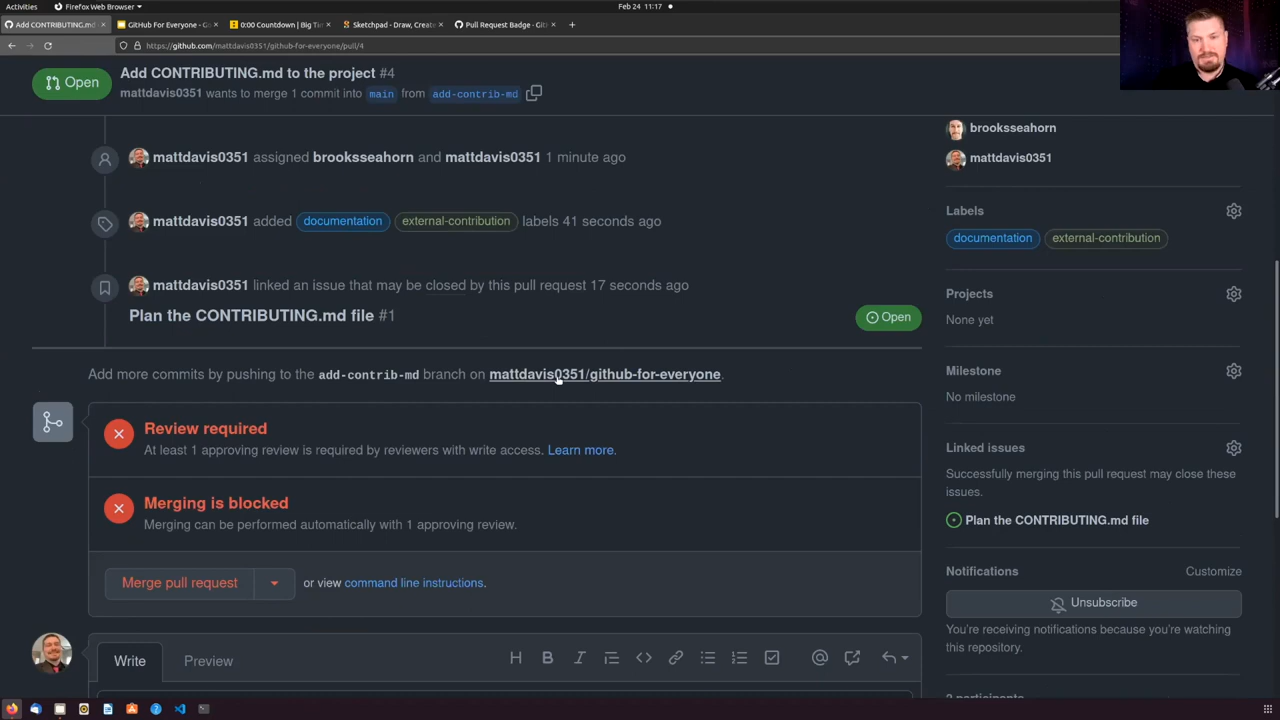 Activities
Firefox Web Browser
Feb 24 11:17
Add CONTRIBUTING.md
GitHub For Everyone - G
0:00 Countdown | Big Ti
Sketchpad - Draw, Create
Pull Request Badge - Git
https://github.com/mattdavis0351/github-for-everyone/pull/4
Open
Add CONTRIBUTING.md to the project #4
mattdavis0351 wants to merge 1 commit into main from add-contrib-md
mattdavis0351 assigned brooksseahorn and mattdavis0351 1 minute ago
mattdavis0351 added documentation external-contribution labels 41 seconds ago
mattdavis0351 linked an issue that may be closed by this pull request 17 seconds ago
Plan the CONTRIBUTING.md file #1
Open
Add more commits by pushing to the add-contrib-md branch on mattdavis0351/github-for-everyone.
Review required
At least 1 approving review is required by reviewers with write access. Learn more.
Merging is blocked
Merging can be performed automatically with 1 approving review.
Merge pull request
or view command line instructions.
Write
Preview
brooksseahorn
mattdavis0351
Labels
documentation external-contribution
Projects
None yet
Milestone
No milestone
Linked issues
Successfully merging this pull request may close these
issues.
Plan the CONTRIBUTING.md file
Notifications
Customize
Unsubscribe
You're receiving notifications because you're watching
this repository.